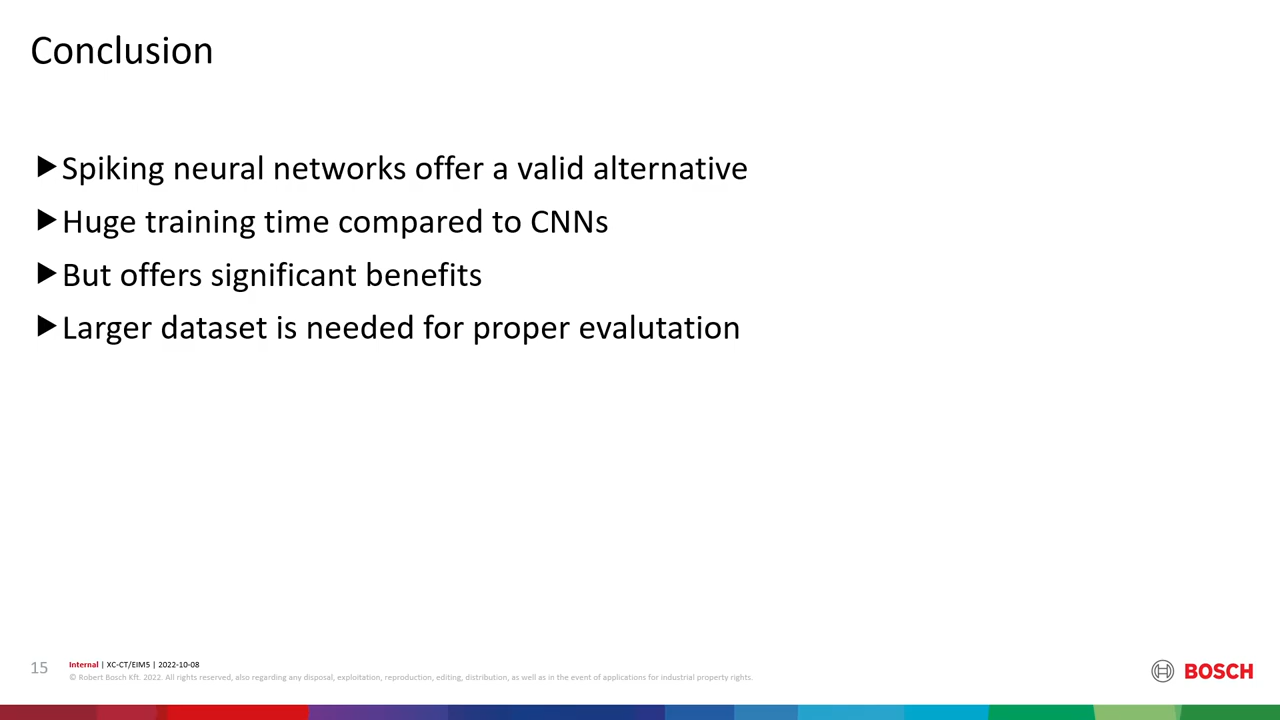 Conclusion
▶Spiking neural networks offer a valid alternative
▶Huge training time compared to CNNs
▶But offers significant benefits
▶Larger dataset is needed for proper evalutation
15
Internal | XC-CT/EIM5 | 2022-10-08
© Robert Bosch Kft. 2022. All rights reserved, also regarding any disposal, exploitation, reproduction, editing, distribution, as well as in the event of applications for industrial property rights.
BOSCH